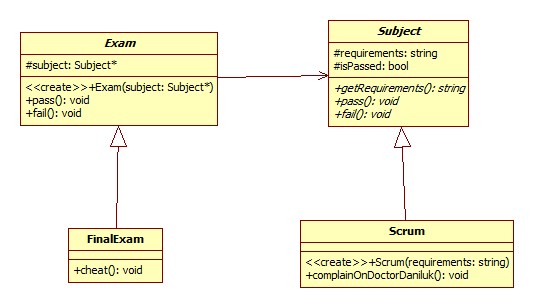 Exam
#subject: Subject*
<<create>>+Exam(subject: Subject*)
+pass(): void
+fail(): void
Subject
#requirements: string
#isPassed: bool
+getRequirements(): string
+pass(): void
+fail(): void
FinalExam
+cheat(): void
Scrum
<<create>>+Scrum(requirements: string)
+complainOnDoctorDaniluk(): void